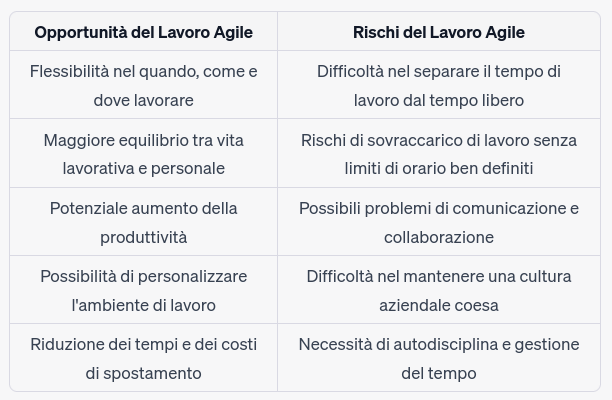 Opportunità del Lavoro Agile
Rischi del Lavoro Agile
Flessibilità nel quando, come e
dove lavorare
Difficoltà nel separare il tempo di
lavoro dal tempo libero
Maggiore equilibrio tra vita
lavorativa e personale
Rischi di sovraccarico di lavoro senza
limiti di orario ben definiti
Potenziale aumento della
produttività
Possibili problemi di comunicazione e
collaborazione
Possibilità di personalizzare
l'ambiente di lavoro
Difficoltà nel mantenere una cultura
aziendale coesa
Riduzione dei tempi e dei costi
di spostamento
Necessità di autodisciplina e gestione
del tempo